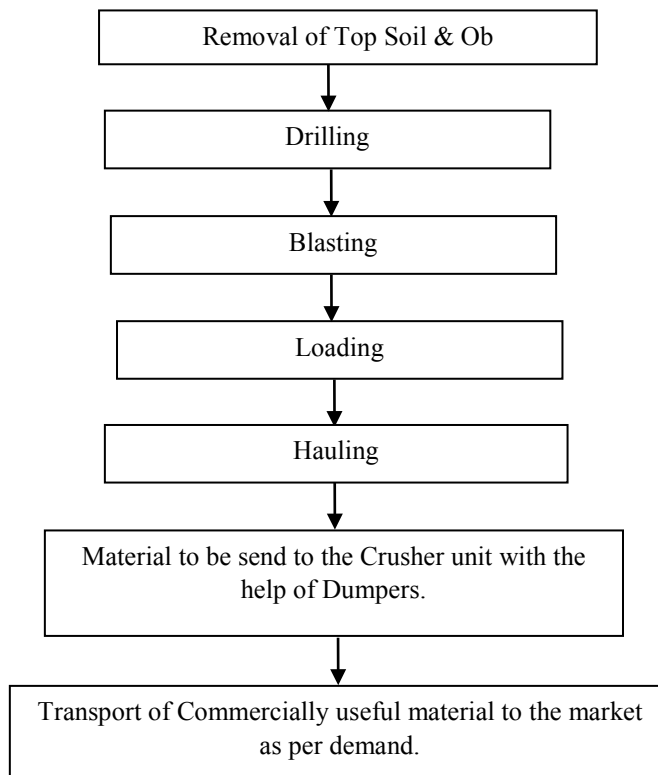 Removal of Top Soil & Ob
Drilling
Blasting
Loading
Hauling
Material to be send to the Crusher unit with the
help of Dumpers.
Transport of Commercially useful material to the market
as per demand.